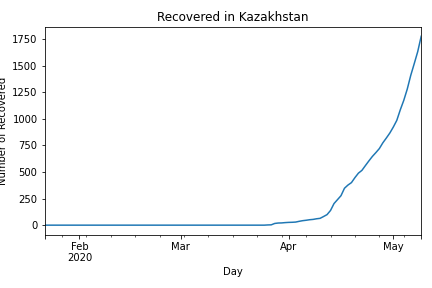 Recovered in Kazakhstan
Number of Recovered
1750
1500
1250
1000
750
500
250
0
Feb
2020
Mar
Apr
May
Day